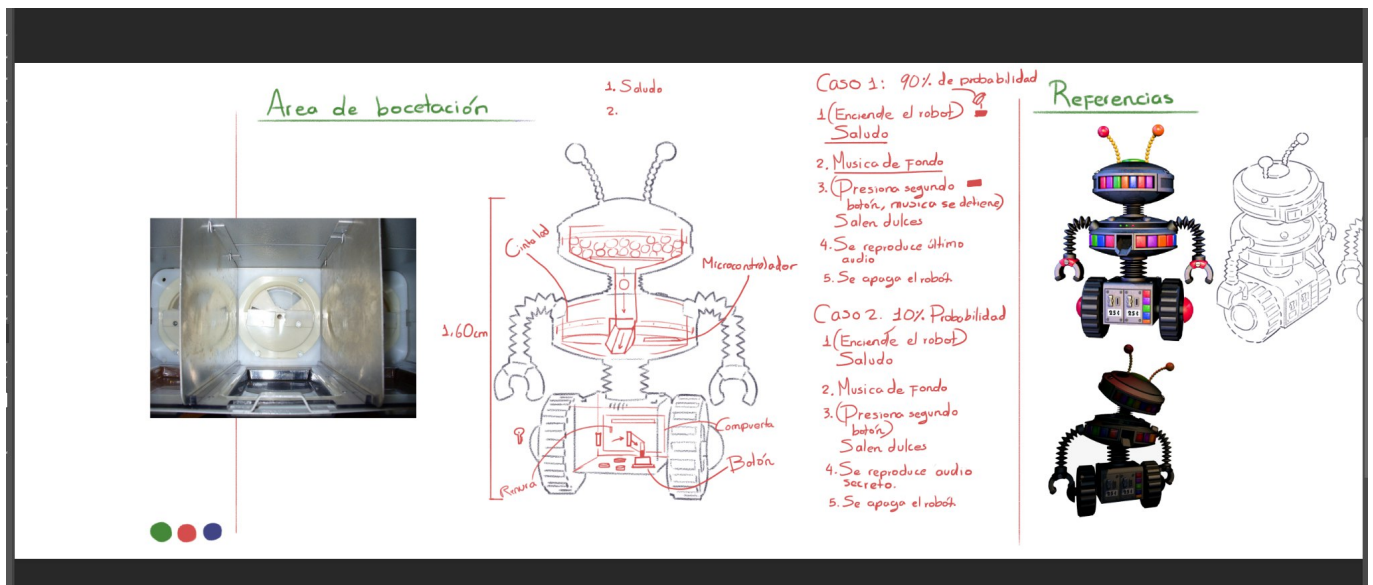 Area de bocetación
1. Saludo
2.
Cinta led
Microcontrolador
1,60cm
Compuerta
Botón
Ranura
Caso 1: 90% de probabilidad
1(Enciende el robot)
Saludo
2. Musica de Fondo
3. (Presiona segundo
botón, musica se detiene)
Salen dulces
4. Se reproduce último
audio
5. Se apaga el robot
Caso 2. 10% Probabilidad
1(Enciende el robot)
Saludo
2. Musica de Fondo
3. (Presiona segundo
botón)
Salen dulces
4. Se reproduce audio
secreto.
5. Se apaga el robot
Referencias
25¢
25¢